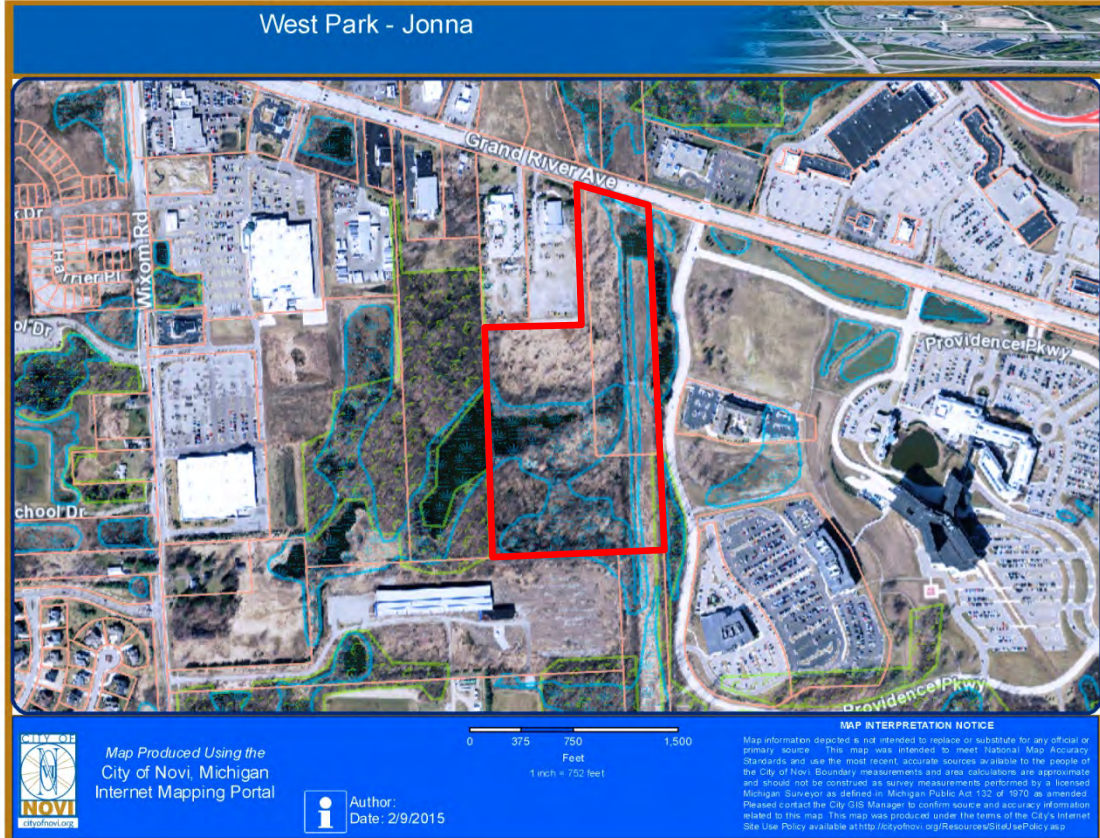 West Park - Jonna
Grand River Ave
Wixom Rd
Providence Pkwy
chool Dr
Providence Pkwy
CITY OF
NOVI
cityofnovi.org
Map Produced Using the
City of Novi, Michigan
Internet Mapping Portal
i
Author:
Date: 2/9/2015
0 375 750 1,500
Feet
1 inch = 752 feet
MAP INTERPRETATION NOTICE
Map information depicted is not intended to replace or substitute for any official or
primary source This map was intended to meet National Map Accuracy
Standards and use the most recent, accurate sources available to the people of
the City of Novi. Boundary measurements and area calculations are approximate
and should not be construed as survey measurements performed by a licensed
Michigan Surveyor as defined in Michigan Public Act 132 of 1970 as amended.
Pleased contact the City GIS Manager to confirm source and accuracy information
related to this map. This map was produced under the terms of the City's Internet
Site Use Policy available at http://cityofnovi.org/Resources/SiteUsePolicy.asp